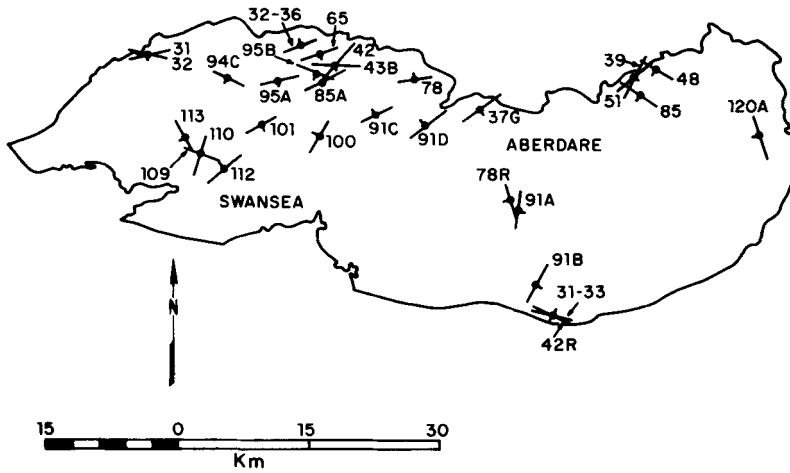 32-36
65
31
32
94C
95B
42
43B
39
48
95A
85A
78
37G
51
85
120A
113
110
101
100
91C
91D
ABERDARE
109
112
SWANSEA
78R
91A
91B
31-33
42R
N
15 0 15 30
Km